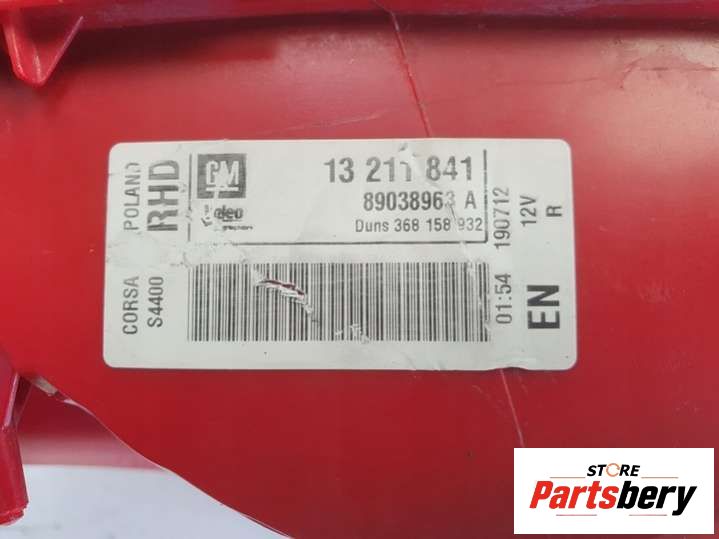 GM
13 211 841
89038963 A
Duns 368 158 932
POLAND
RHD
CORSA
S4400
190712
12V
R
01:54
EN
STORE
Partsbery